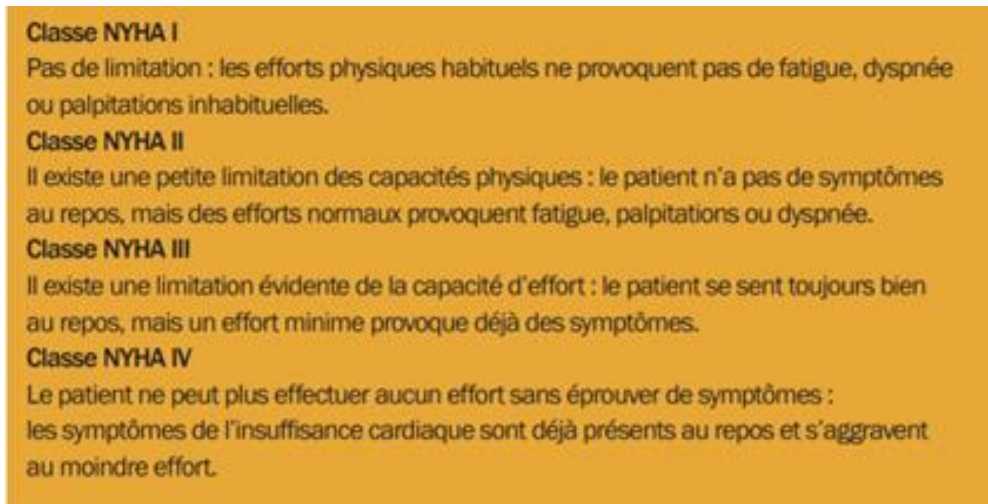 Classe NYHA I
Pas de limitation : les efforts physiques habituels ne provoquent pas de fatigue, dyspnée
ou palpitations inhabituelles.
Classe NYHA II
Il existe une petite limitation des capacités physiques : le patient n'a pas de symptômes
au repos, mais des efforts normaux provoquent fatigue, palpitations ou dyspnée.
Classe NYHA III
Il existe une limitation évidente de la capacité d'effort : le patient se sent toujours bien
au repos, mais un effort minime provoque déjà des symptômes.
Classe NYHA IV
Le patient ne peut plus effectuer aucun effort sans éprouver de symptômes :
les symptômes de l'insuffisance cardiaque sont déjà présents au repos et s'aggravent
au moindre effort.